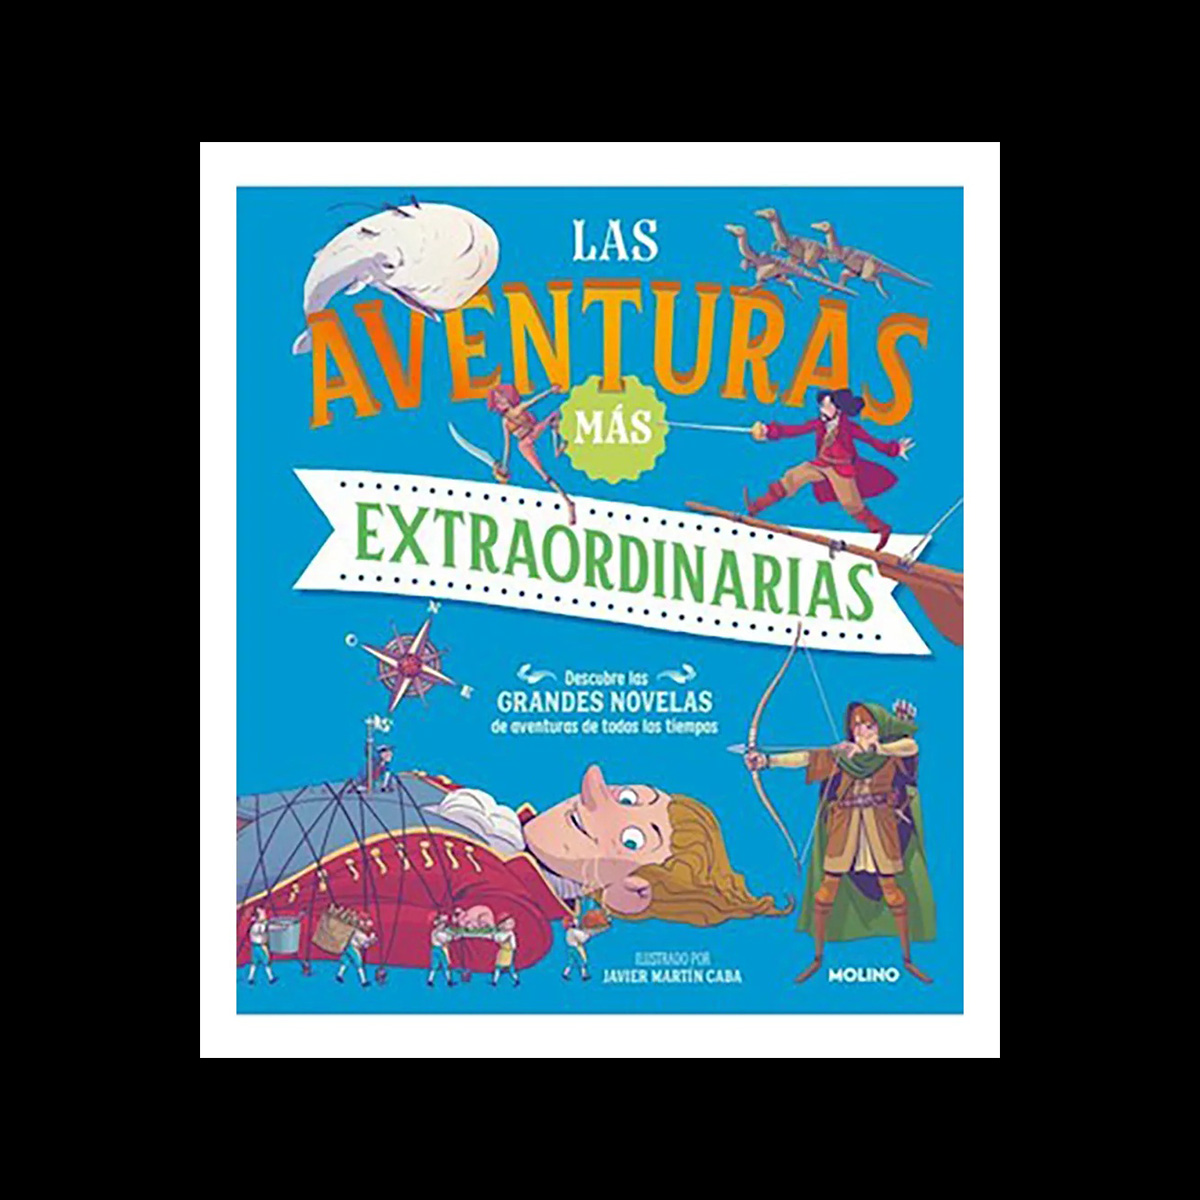 LAS
AVENTURAS
MÁS
EXTRAORDINARIAS
N
E
S
O
Descubre las
GRANDES NOVELAS
de aventuras de todos los tiempos
ILUSTRADO POR
JAVIER MARTÍN CABA
MOLINO